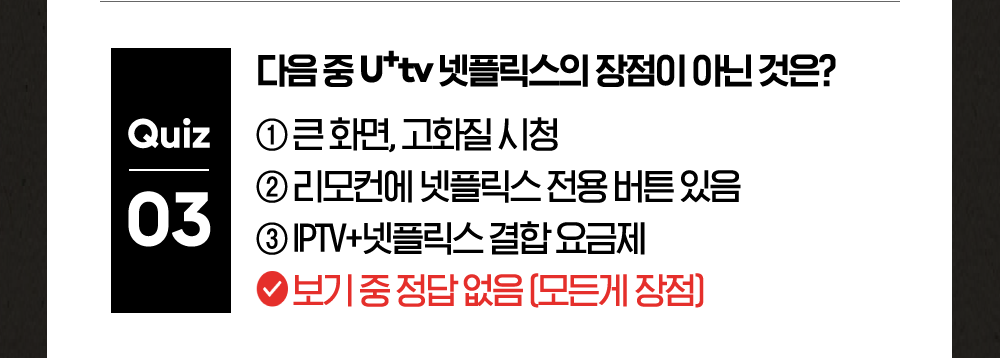 Quiz
03
다음 중 U+tv 넷플릭스의 장점이 아닌 것은?
① 큰 화면, 고화질 시청
② 리모컨에 넷플릭스 전용 버튼 있음
③ IPTV+넷플릭스 결합 요금제
보기 중 정답 없음 (모든게 장점)